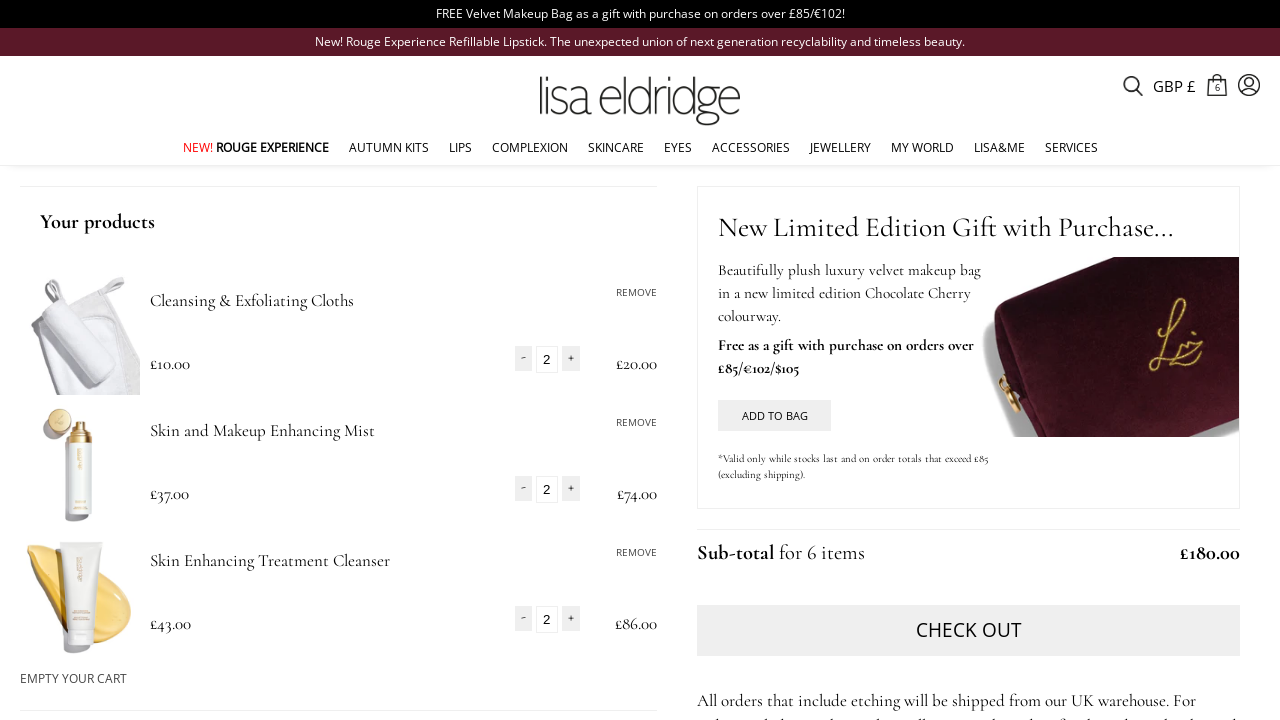 FREE Velvet Makeup Bag as a gift with purchase on orders over £85/€102!
New! Rouge Experience Refillable Lipstick. The unexpected union of next generation recyclability and timeless beauty.
lisa eldridge
GBP £
6
NEW! ROUGE EXPERIENCE
AUTUMN KITS
LIPS
COMPLEXION
SKINCARE
EYES
ACCESSORIES
JEWELLERY
MY WORLD
LISA&ME
SERVICES
Your products
Cleansing & Exfoliating Cloths
REMOVE
£10.00
- 2 +
£20.00
Skin and Makeup Enhancing Mist
REMOVE
£37.00
- 2 +
£74.00
Skin Enhancing Treatment Cleanser
REMOVE
£43.00
- 2 +
£86.00
EMPTY YOUR CART
New Limited Edition Gift with Purchase...
Beautifully plush luxury velvet makeup bag
in a new limited edition Chocolate Cherry
colourway.
Free as a gift with purchase on orders over
£85/€102/$105
ADD TO BAG
*Valid only while stocks last and on order totals that exceed £85
(excluding shipping).
Sub-total for 6 items
£180.00
CHECK OUT
All orders that include etching will be shipped from our UK warehouse. For